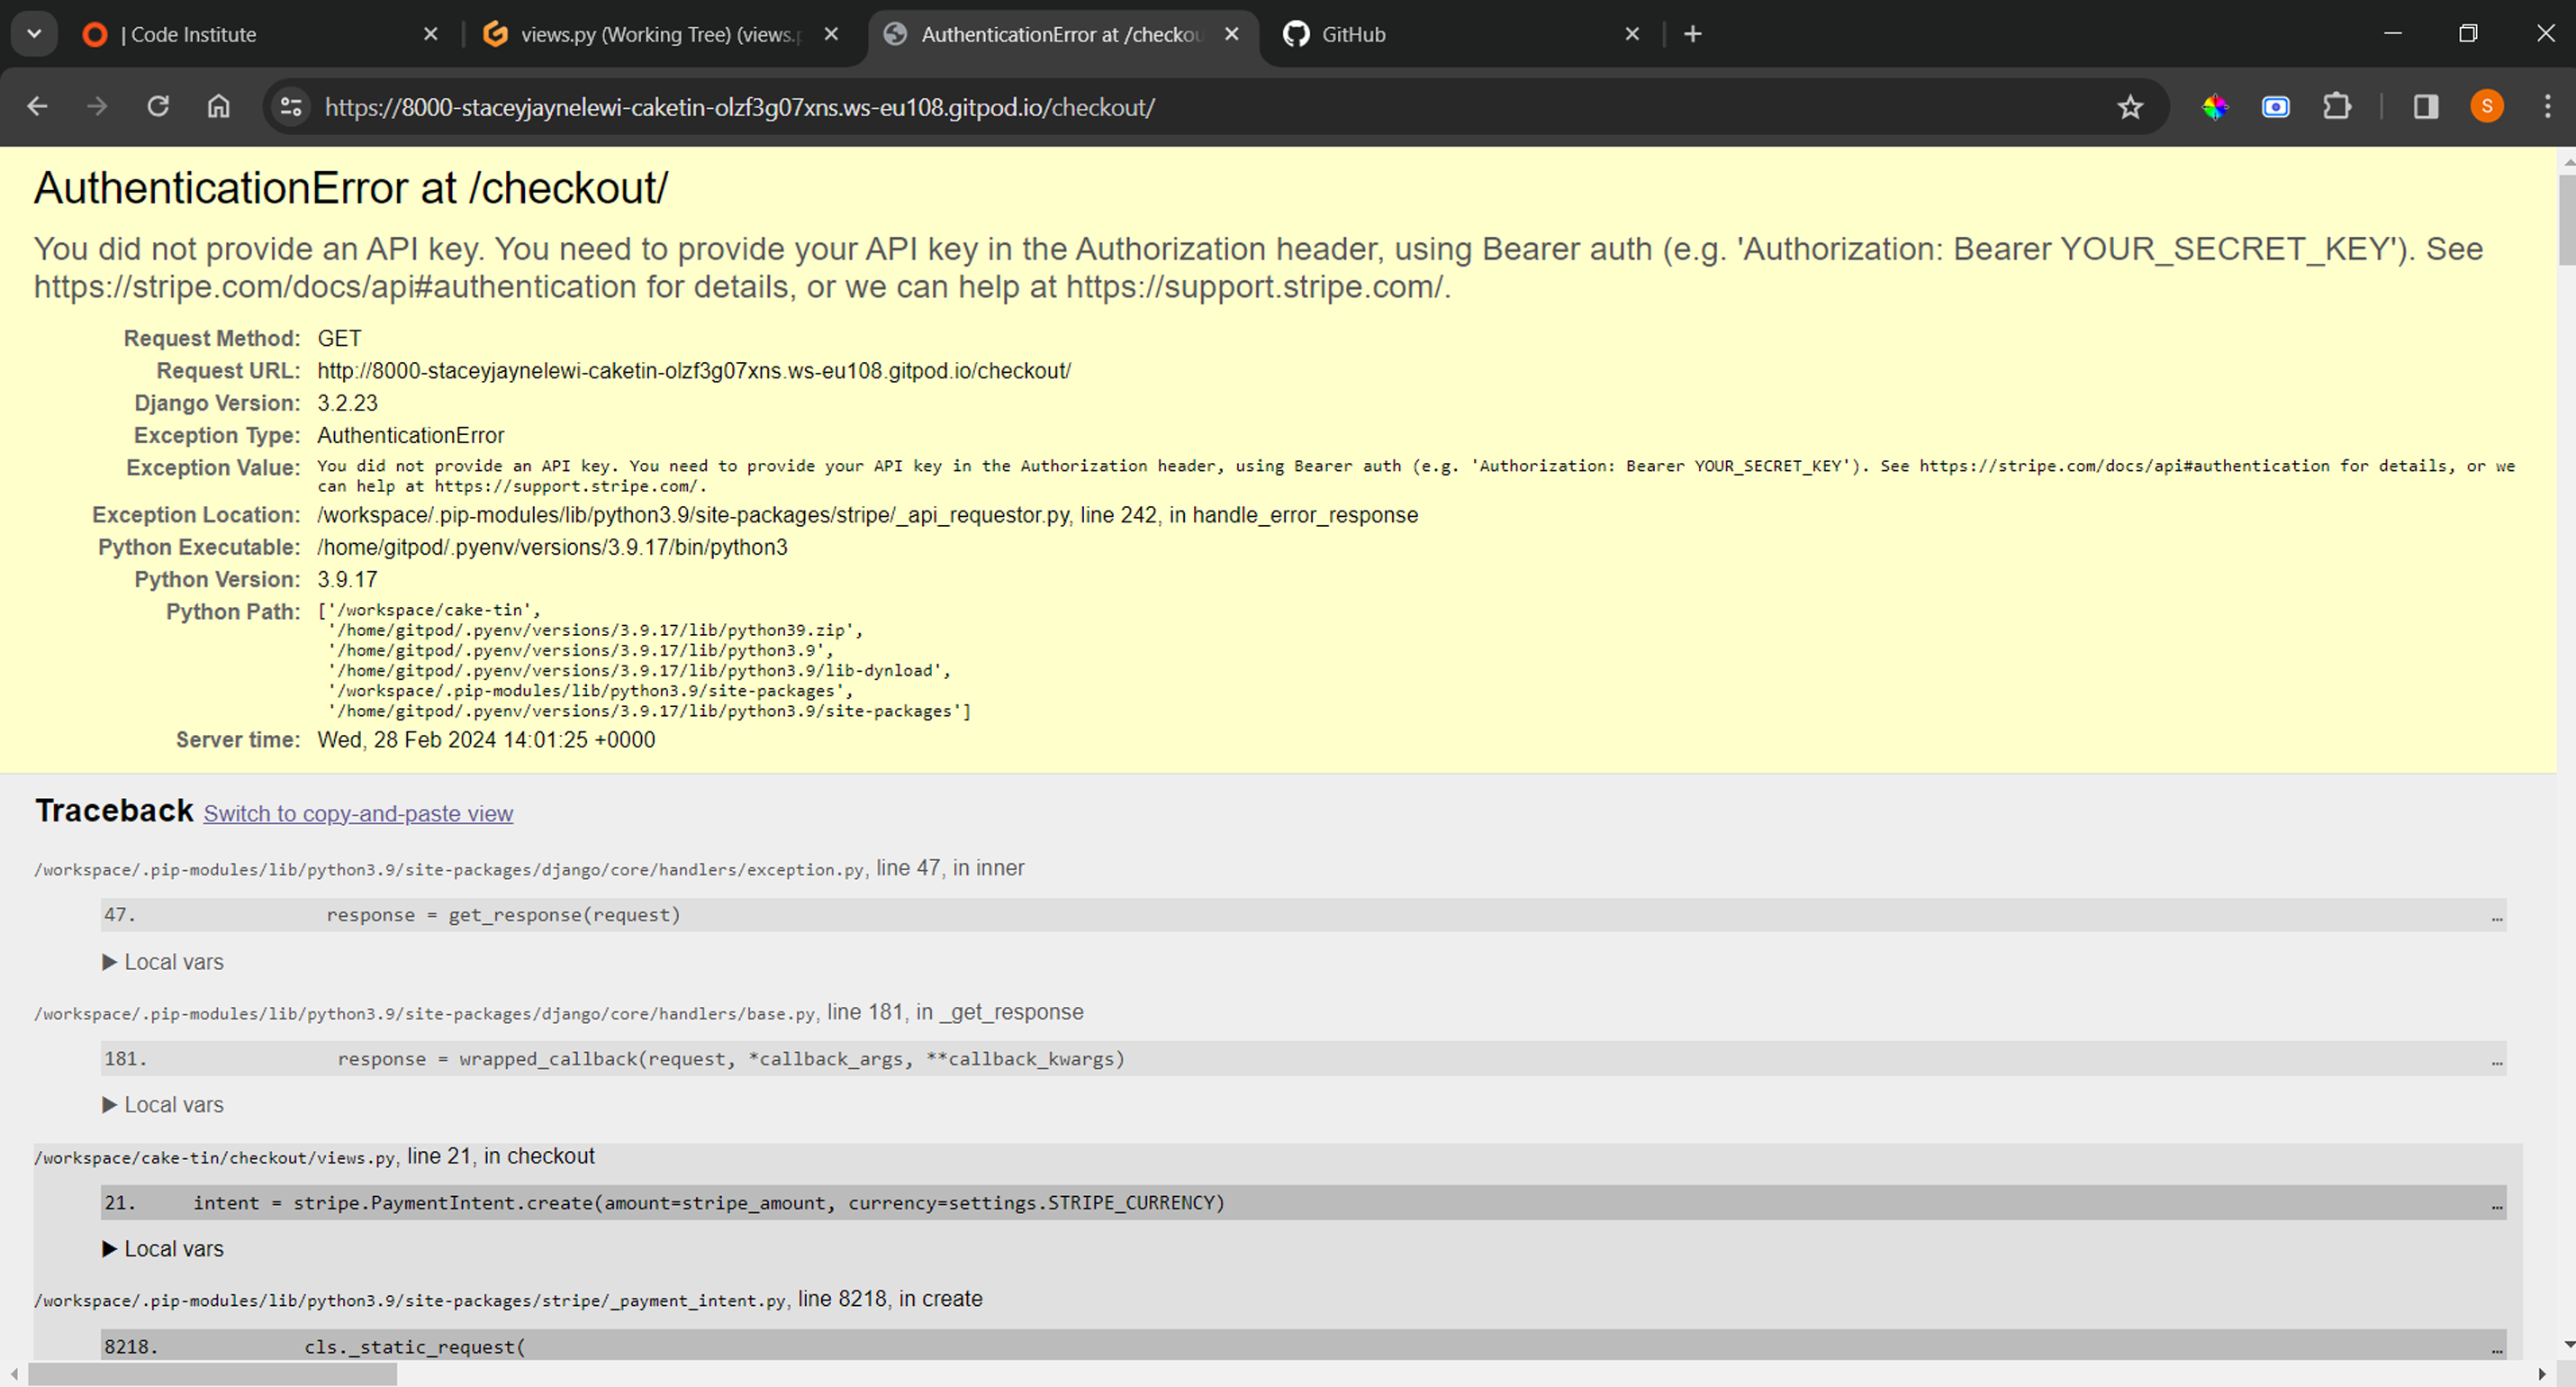 | Code Institute
views.py (Working Tree) (views.p
AuthenticationError at /checkou
GitHub
https://8000-staceyjaynelewi-caketin-olzf3g07xns.ws-eu108.gitpod.io/checkout/
S
AuthenticationError at /checkout/
You did not provide an API key. You need to provide your API key in the Authorization header, using Bearer auth (e.g. 'Authorization: Bearer YOUR_SECRET_KEY'). See
https://stripe.com/docs/api#authentication for details, or we can help at https://support.stripe.com/.
Request Method: GET
Request URL: http://8000-staceyjaynelewi-caketin-olzf3g07xns.ws-eu108.gitpod.io/checkout/
Django Version: 3.2.23
Exception Type: AuthenticationError
Exception Value: You did not provide an API key. You need to provide your API key in the Authorization header, using Bearer auth (e.g. 'Authorization: Bearer YOUR_SECRET_KEY'). See https://stripe.com/docs/api#authentication for details, or we
can help at https://support.stripe.com/.
Exception Location: /workspace/.pip-modules/lib/python3.9/site-packages/stripe/_api_requestor.py, line 242, in handle_error_response
Python Executable: /home/gitpod/.pyenv/versions/3.9.17/bin/python3
Python Version: 3.9.17
Python Path: ['/workspace/cake-tin',
'/home/gitpod/.pyenv/versions/3.9.17/lib/python39.zip',
'/home/gitpod/.pyenv/versions/3.9.17/lib/python3.9',
'/home/gitpod/.pyenv/versions/3.9.17/lib/python3.9/lib-dynload',
'/workspace/.pip-modules/lib/python3.9/site-packages',
'/home/gitpod/.pyenv/versions/3.9.17/lib/python3.9/site-packages']
Server time: Wed, 28 Feb 2024 14:01:25 +0000
Traceback Switch to copy-and-paste view
/workspace/.pip-modules/lib/python3.9/site-packages/django/core/handlers/exception.py, line 47, in inner
47. response = get_response(request) …
▶ Local vars
/workspace/.pip-modules/lib/python3.9/site-packages/django/core/handlers/base.py, line 181, in _get_response
181. response = wrapped_callback(request, *callback_args, **callback_kwargs) …
▶ Local vars
/workspace/cake-tin/checkout/views.py, line 21, in checkout
21. intent = stripe.PaymentIntent.create(amount=stripe_amount, currency=settings.STRIPE_CURRENCY) …
▶ Local vars
/workspace/.pip-modules/lib/python3.9/site-packages/stripe/_payment_intent.py, line 8218, in create
8218. cls._static_request( …